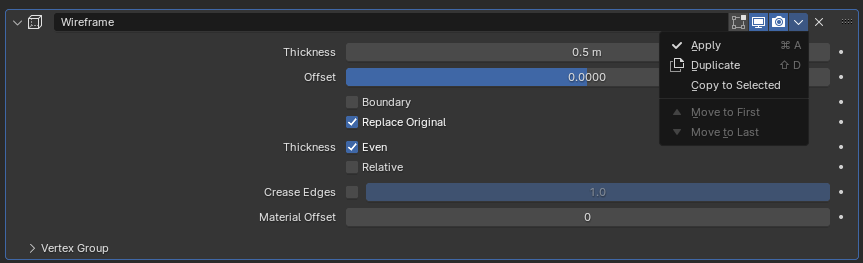 Wireframe
Thickness 0.5 m
Apply ⌘ A
Offset 0.0000
Duplicate ⇧ D
Copy to Selected
Boundary
Move to First
Replace Original
Move to Last
Thickness Even
Relative
Crease Edges 1.0
Material Offset 0
Vertex Group